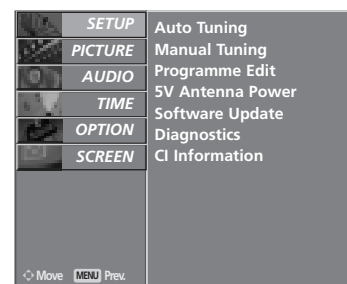 SETUP
PICTURE
AUDIO
TIME
OPTION
SCREEN
Auto Tuning
Manual Tuning
Programme Edit
5V Antenna Power
Software Update
Diagnostics
CI Information
Move MENU Prev.